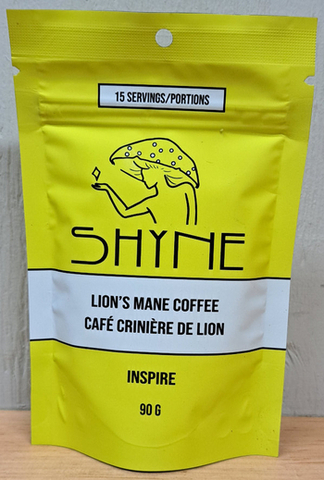 15 SERVINGS/PORTIONS
SHYNE
LION'S MANE COFFEE
CAFÉ CRINIÈRE DE LION
INSPIRE
90 G